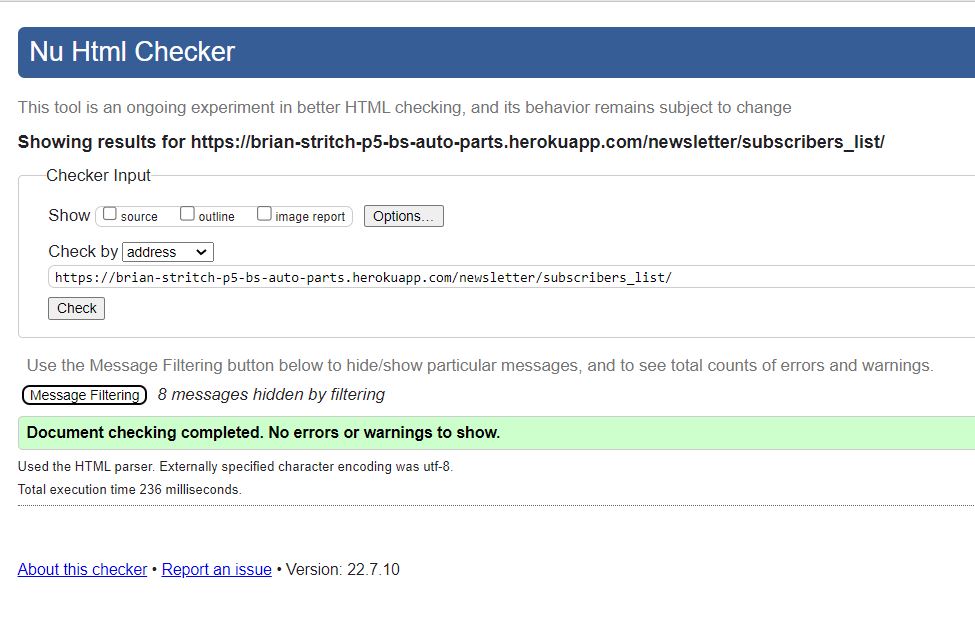 Nu Html Checker
This tool is an ongoing experiment in better HTML checking, and its behavior remains subject to change
Showing results for https://brian-stritch-p5-bs-auto-parts.herokuapp.com/newsletter/subscribers_list/
Checker Input
Show source outline image report Options...
Check by address
https://brian-stritch-p5-bs-auto-parts.herokuapp.com/newsletter/subscribers_list/
Check
Use the Message Filtering button below to hide/show particular messages, and to see total counts of errors and warnings.
Message Filtering 8 messages hidden by filtering
Document checking completed. No errors or warnings to show.
Used the HTML parser. Externally specified character encoding was utf-8.
Total execution time 236 milliseconds.
About this checker • Report an issue • Version: 22.7.10